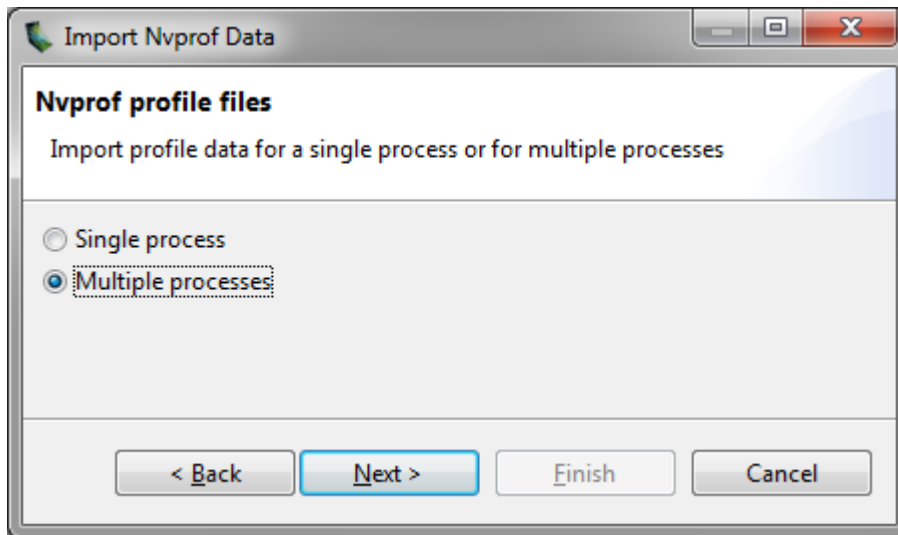 Import Nvprof Data
Nvprof profile files
Import profile data for a single process or for multiple processes
Single process
Multiple processes
< Back
Next >
Finish
Cancel